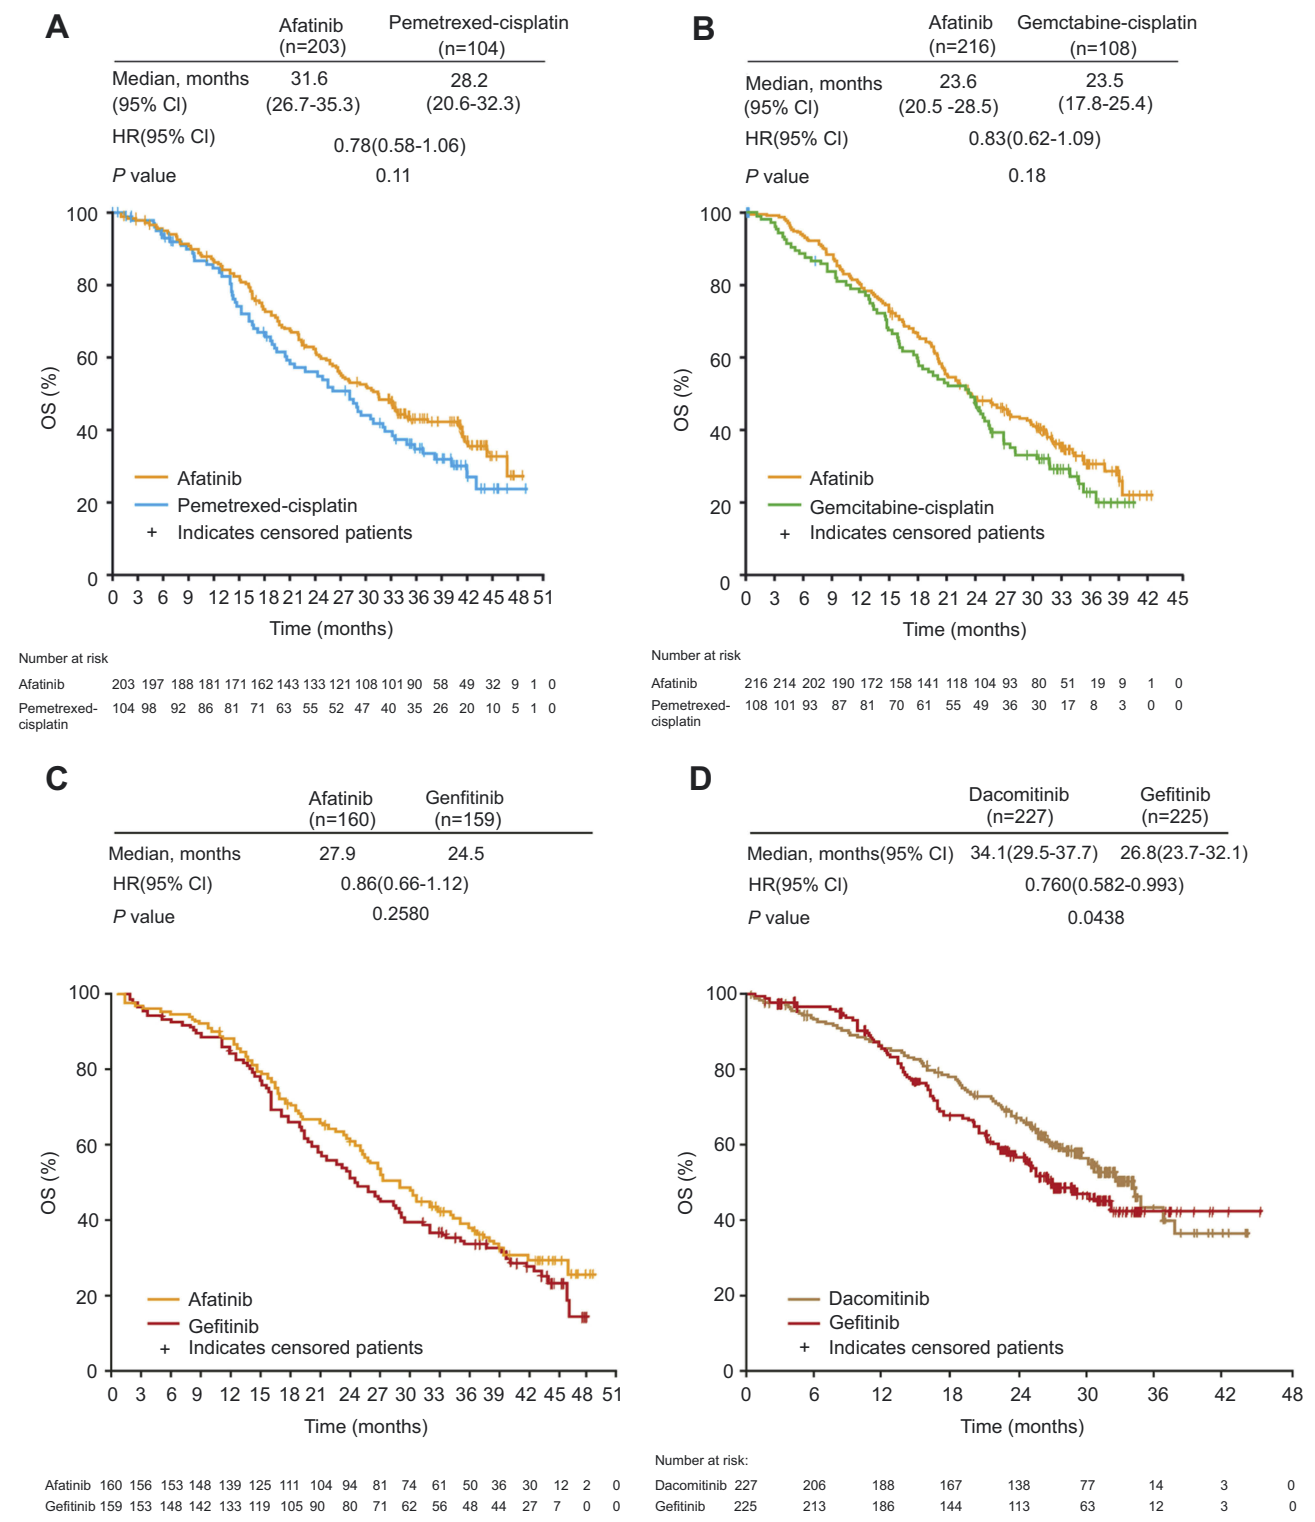 A
Afatinib Pemetrexed-cisplatin
(n=203) (n=104)
Median, months 31.6 28.2
(95% CI) (26.7-35.3) (20.6-32.3)
HR(95% CI) 0.78(0.58-1.06)
P value 0.11
100
80
60
40
20
0
OS (%)
Afatinib
Pemetrexed-cisplatin
+ Indicates censored patients
0 3 6 9 12 15 18 21 24 27 30 33 36 39 42 45 48 51
Time (months)
Number at risk
Afatinib 203 197 188 181 171 162 143 133 121 108 101 90 58 49 32 9 1 0
Pemetrexed- 104 98 92 86 81 71 63 55 52 47 40 35 26 20 10 5 1 0
cisplatin
B
Afatinib Gemctabine-cisplatin
(n=216) (n=108)
Median, months 23.6 23.5
(95% CI) (20.5 -28.5) (17.8-25.4)
HR(95% CI) 0.83(0.62-1.09)
P value 0.18
100
80
60
40
20
0
OS (%)
Afatinib
Gemcitabine-cisplatin
+ Indicates censored patients
0 3 6 9 12 15 18 21 24 27 30 33 36 39 42 45
Time (months)
Number at risk
Afatinib 216 214 202 190 172 158 141 118 104 93 80 51 19 9 1 0
Pemetrexed- 108 101 93 87 81 70 61 55 49 36 30 17 8 3 0 0
cisplatin
C
Afatinib Genfitinib
(n=160) (n=159)
Median, months 27.9 24.5
HR(95% CI) 0.86(0.66-1.12)
P value 0.2580
100
80
60
40
20
0
OS (%)
Afatinib
Gefitinib
+ Indicates censored patients
0 3 6 9 12 15 18 21 24 27 30 33 36 39 42 45 48 51
Time (months)
Afatinib 160 156 153 148 139 125 111 104 94 81 74 61 50 36 30 12 2 0
Gefitinib 159 153 148 142 133 119 105 90 80 71 62 56 48 44 27 7 0 0
D
Dacomitinib Gefitinib
(n=227) (n=225)
Median, months(95% CI) 34.1(29.5-37.7) 26.8(23.7-32.1)
HR(95% CI) 0.760(0.582-0.993)
P value 0.0438
100
80
60
40
20
0
OS (%)
Dacomitinib
Gefitinib
+ Indicates censored patients
0 6 12 18 24 30 36 42 48
Time (months)
Number at risk:
Dacomitinib 227 206 188 167 138 77 14 3 0
Gefitinib 225 213 186 144 113 63 12 3 0